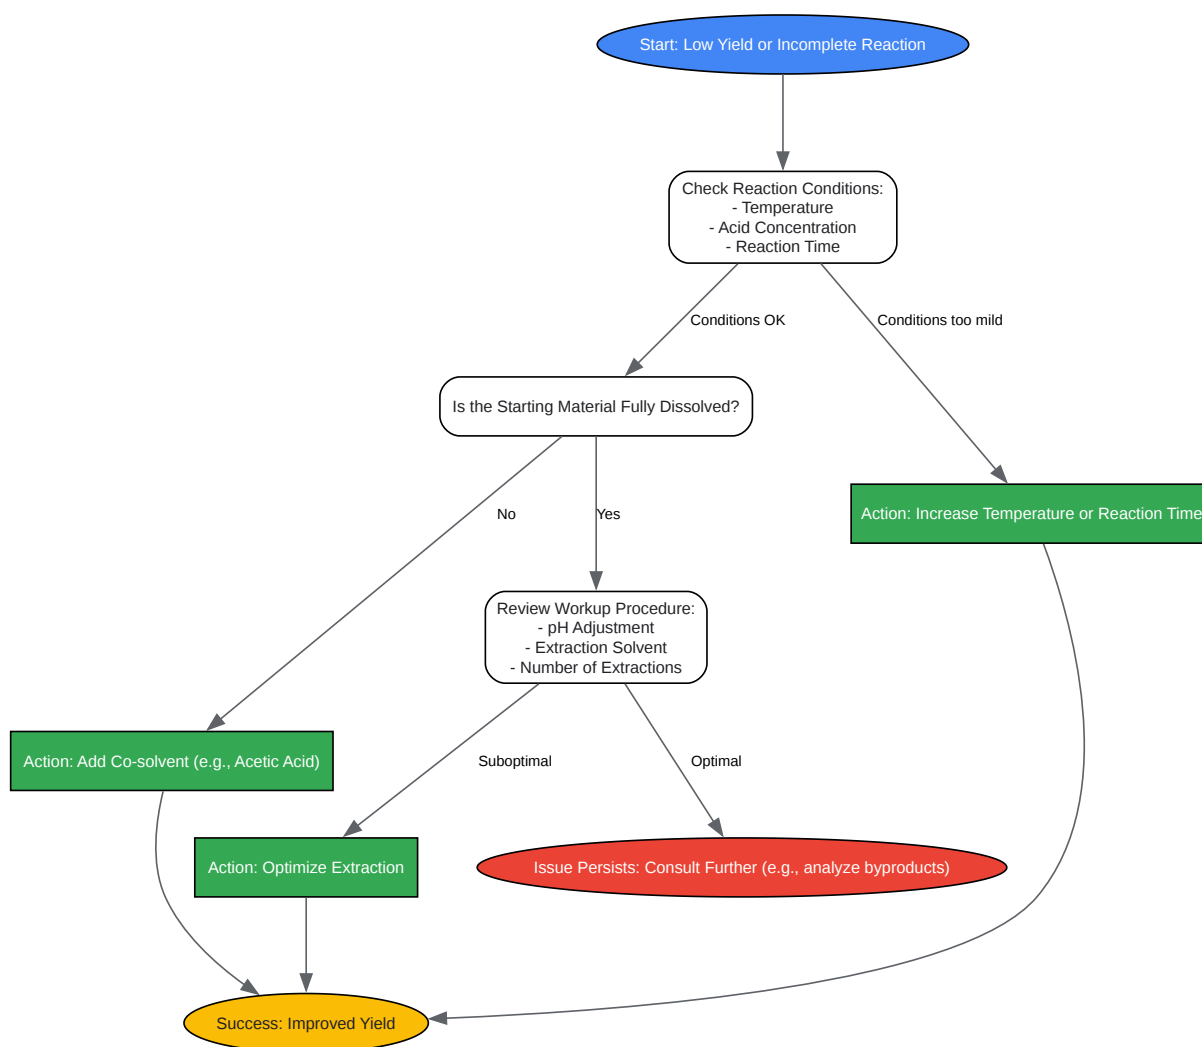 Start: Low Yield or Incomplete Reaction
Check Reaction Conditions:
- Temperature
- Acid Concentration
- Reaction Time
Conditions OK
Conditions too mild
Is the Starting Material Fully Dissolved?
No
Yes
Action: Increase Temperature or Reaction Time
Review Workup Procedure:
- pH Adjustment
- Extraction Solvent
- Number of Extractions
Action: Add Co-solvent (e.g., Acetic Acid)
Suboptimal
Optimal
Action: Optimize Extraction
Issue Persists: Consult Further (e.g., analyze byproducts)
Success: Improved Yield